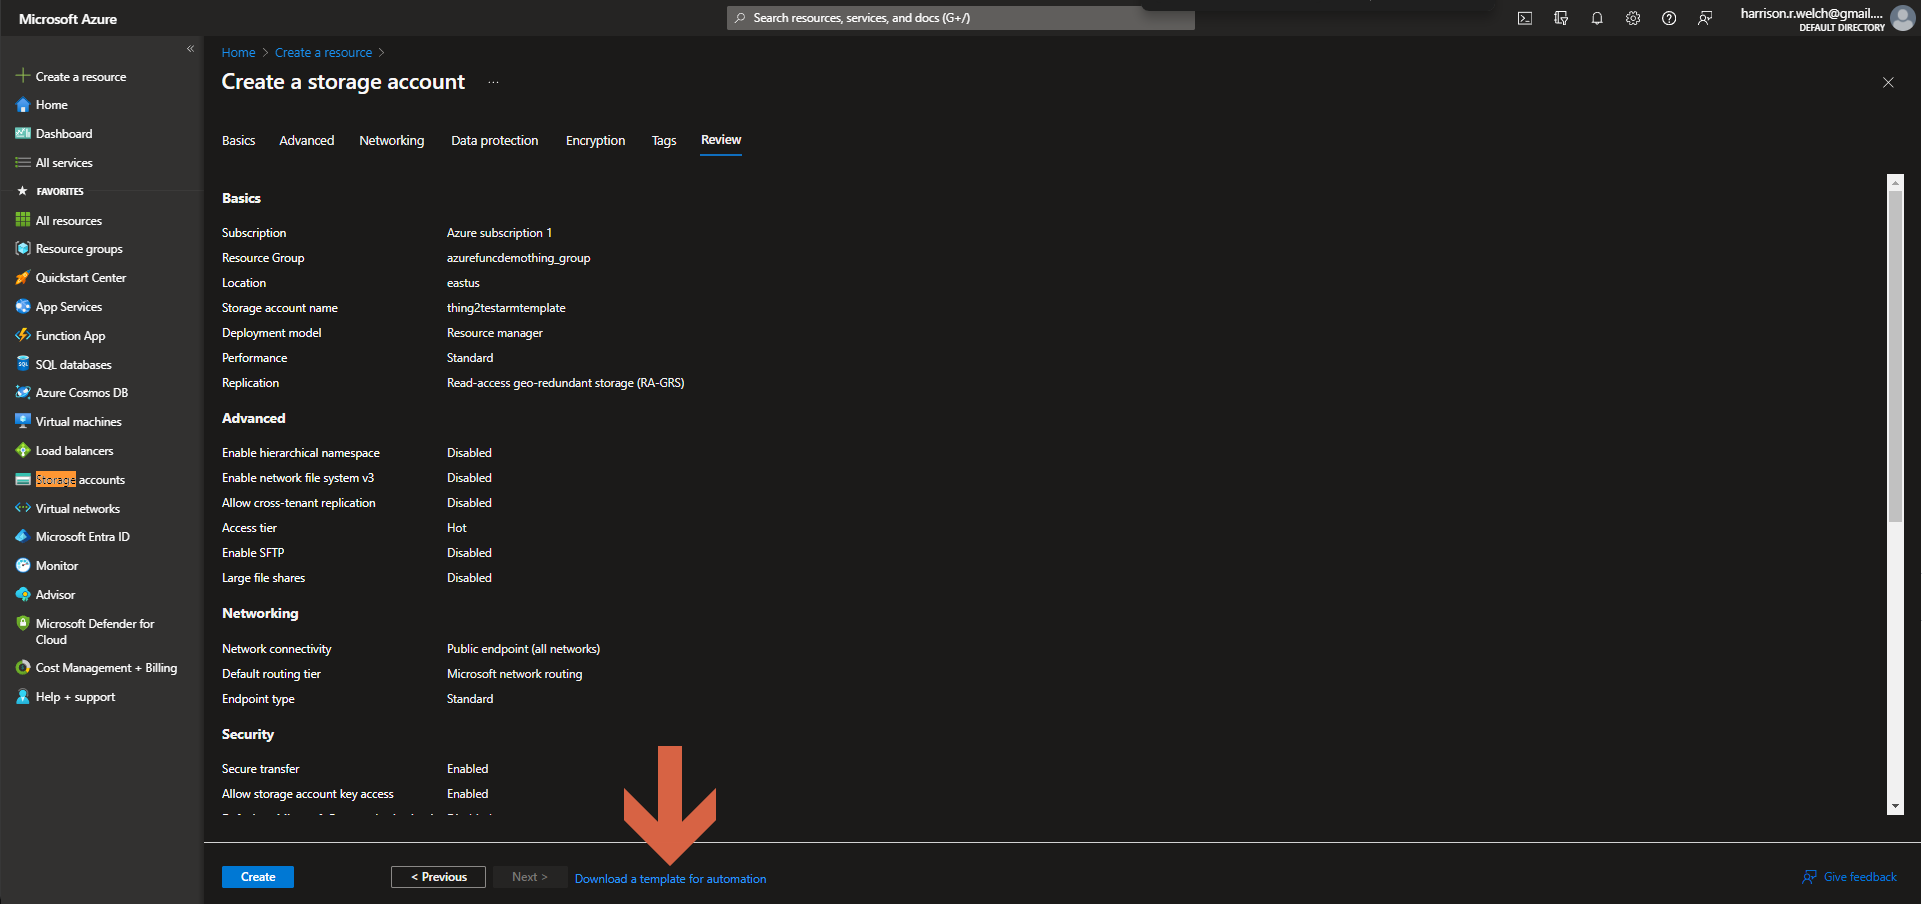 Microsoft Azure
Search resources, services, and docs (G+/)
harrison.r.welch@gmail....
DEFAULT DIRECTORY
Create a resource
Home
Dashboard
All services
FAVORITES
All resources
Resource groups
Quickstart Center
App Services
Function App
SQL databases
Azure Cosmos DB
Virtual machines
Load balancers
Storage accounts
Virtual networks
Microsoft Entra ID
Monitor
Advisor
Microsoft Defender for
Cloud
Cost Management + Billing
Help + support
Home > Create a resource >
Create a storage account ...
Basics Advanced Networking Data protection Encryption Tags Review
Basics
Subscription Azure subscription 1
Resource Group azurefuncdemothing_group
Location eastus
Storage account name thing2testarmtemplate
Deployment model Resource manager
Performance Standard
Replication Read-access geo-redundant storage (RA-GRS)
Advanced
Enable hierarchical namespace Disabled
Enable network file system v3 Disabled
Allow cross-tenant replication Disabled
Access tier Hot
Enable SFTP Disabled
Large file shares Disabled
Networking
Network connectivity Public endpoint (all networks)
Default routing tier Microsoft network routing
Endpoint type Standard
Security
Secure transfer Enabled
Allow storage account key access Enabled
Create
< Previous
Next >
Download a template for automation
Give feedback